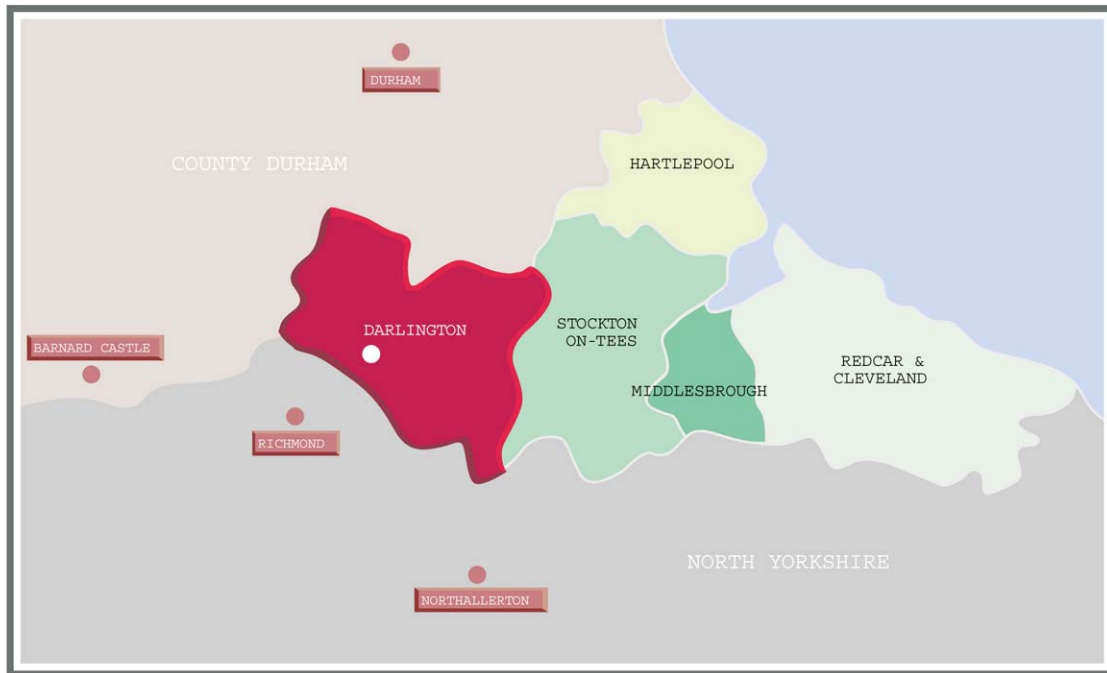 DURHAM
COUNTY DURHAM
HARTLEPOOL
DARLINGTON
STOCKTON
ON-TEES
BARNARD CASTLE
MIDDLESBROUGH
REDCAR &
CLEVELAND
RICHMOND
NORTH YORKSHIRE
NORTHALLERTON